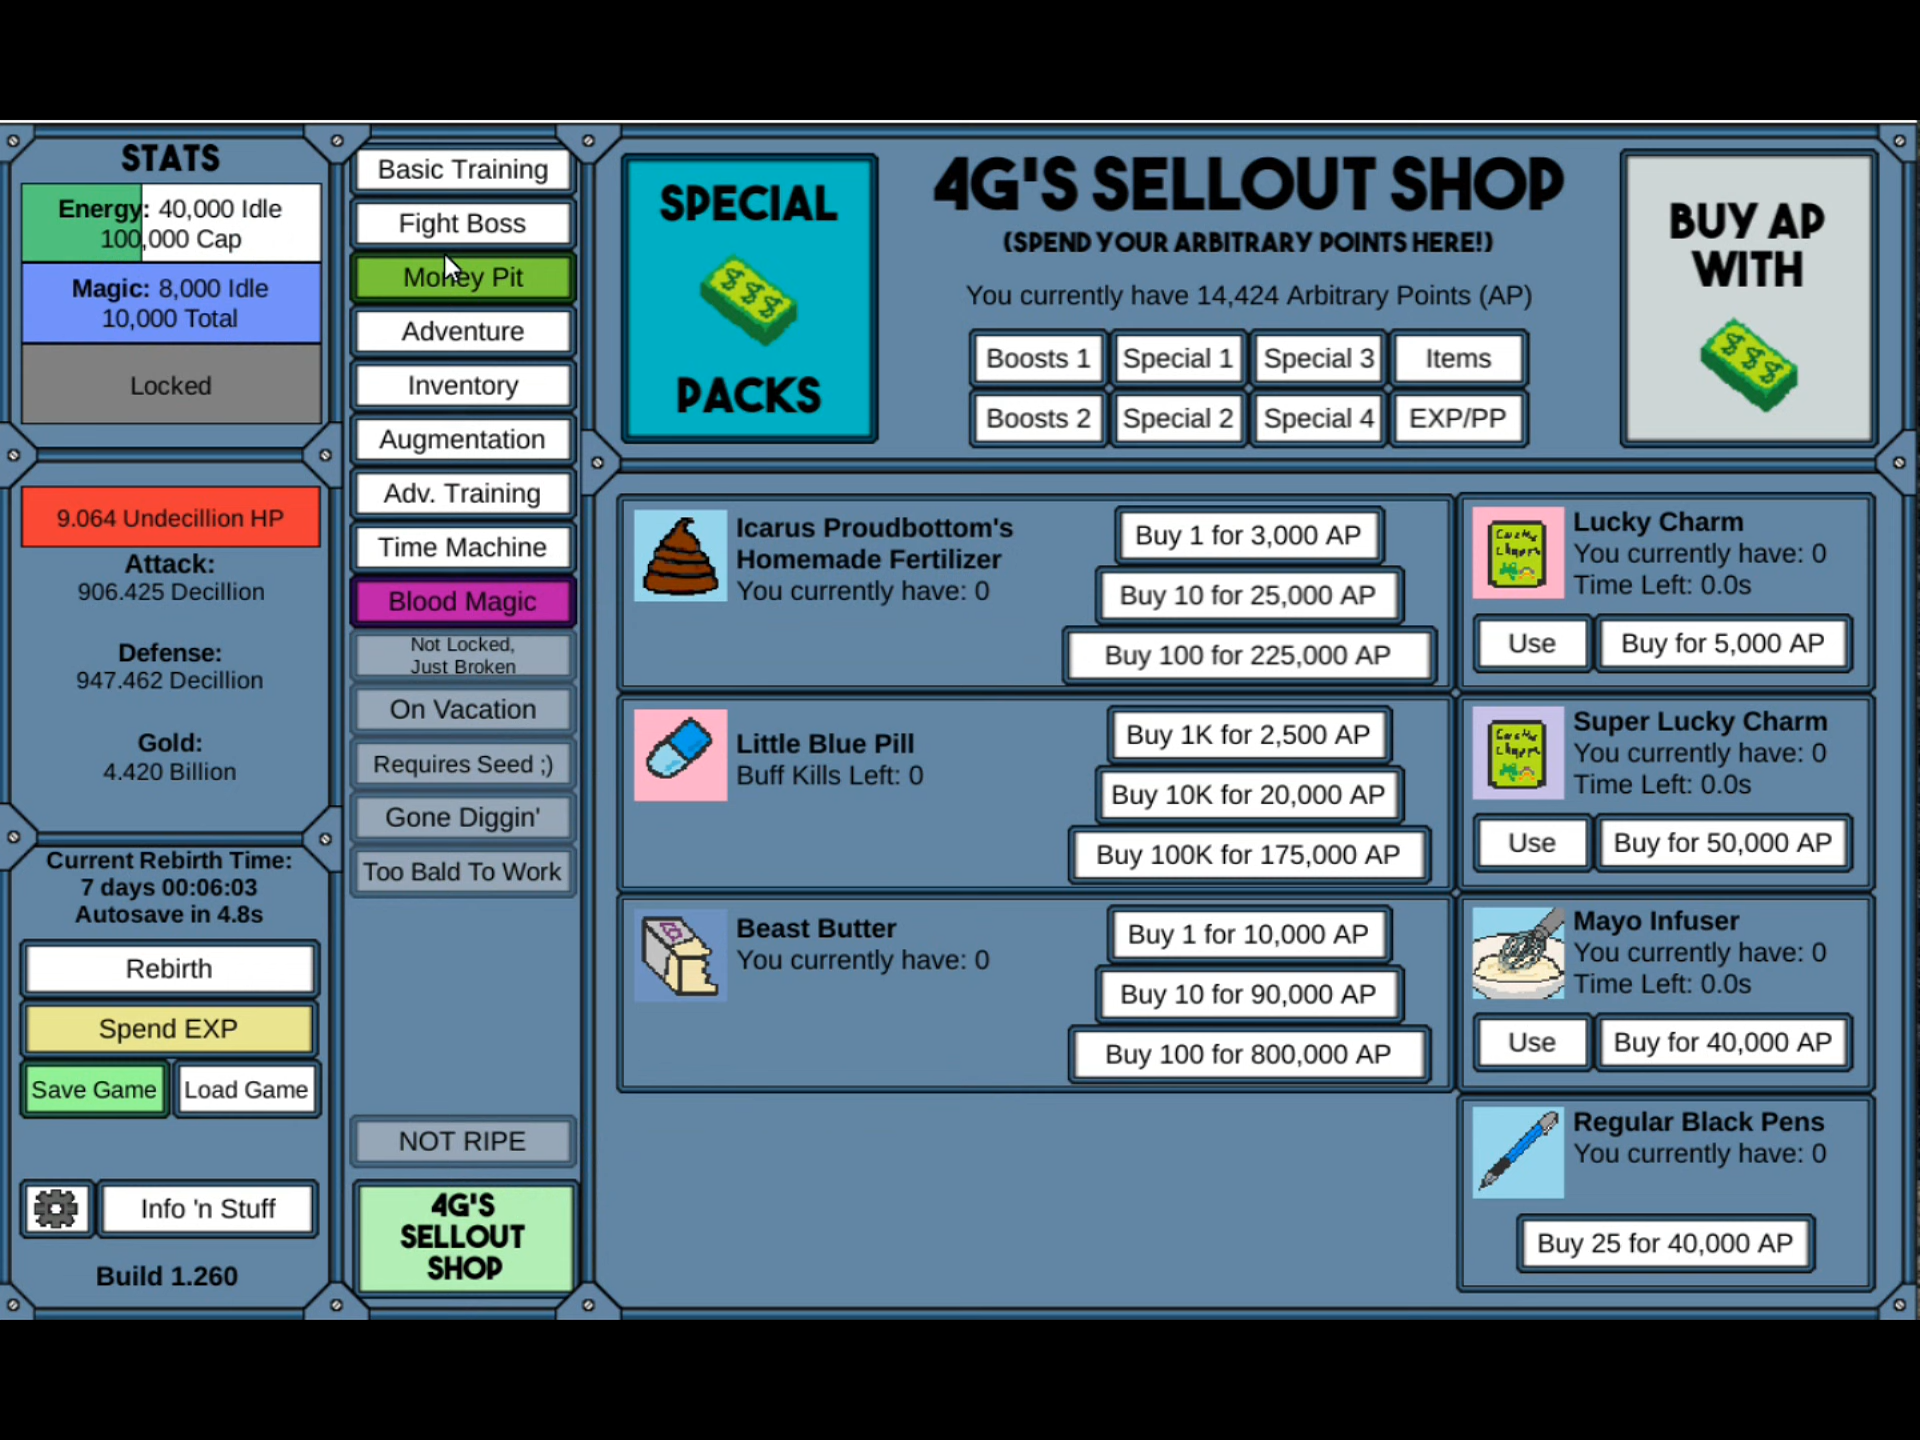 STATS
Energy: 40,000 Idle
100,000 Cap
Magic: 8,000 Idle
10,000 Total
Locked
9.064 Undecillion HP
Attack:
906.425 Decillion
Defense:
947.462 Decillion
Gold:
4.420 Billion
Current Rebirth Time:
7 days 00:06:03
Autosave in 4.8s
Rebirth
Spend EXP
Save Game
Load Game
Info 'n Stuff
Build 1.260
Basic Training
Fight Boss
Money Pit
Adventure
Inventory
Augmentation
Adv. Training
Time Machine
Blood Magic
Not Locked,
Just Broken
On Vacation
Requires Seed ;)
Gone Diggin'
Too Bald To Work
NOT RIPE
4G'S
SELLOUT
SHOP
SPECIAL
PACKS
4G'S SELLOUT SHOP
(SPEND YOUR ARBITRARY POINTS HERE!)
You currently have 14,424 Arbitrary Points (AP)
Boosts 1
Special 1
Special 3
Items
Boosts 2
Special 2
Special 4
EXP/PP
BUY AP
WITH
Icarus Proudbottom's
Homemade Fertilizer
You currently have: 0
Buy 1 for 3,000 AP
Buy 10 for 25,000 AP
Buy 100 for 225,000 AP
Little Blue Pill
Buff Kills Left: 0
Buy 1K for 2,500 AP
Buy 10K for 20,000 AP
Buy 100K for 175,000 AP
Beast Butter
You currently have: 0
Buy 1 for 10,000 AP
Buy 10 for 90,000 AP
Buy 100 for 800,000 AP
Lucky Charm
You currently have: 0
Time Left: 0.0s
Use
Buy for 5,000 AP
Super Lucky Charm
You currently have: 0
Time Left: 0.0s
Use
Buy for 50,000 AP
Mayo Infuser
You currently have: 0
Time Left: 0.0s
Use
Buy for 40,000 AP
Regular Black Pens
You currently have: 0
Buy 25 for 40,000 AP